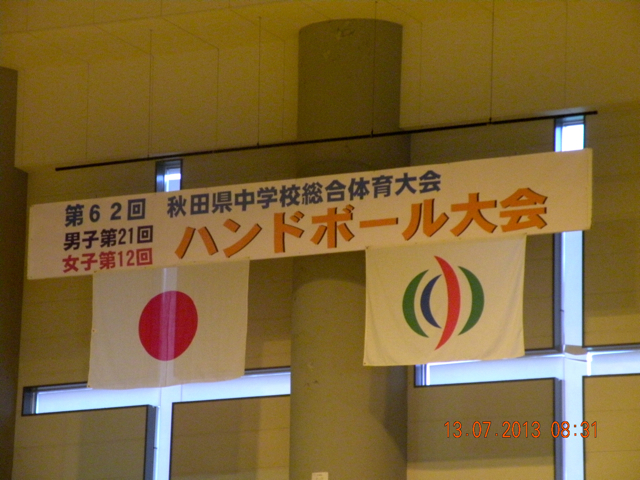 第62回 秋田県中学校総合体育大会
男子第21回
女子第12回
ハンドボール大会
13.07.2013 08:31